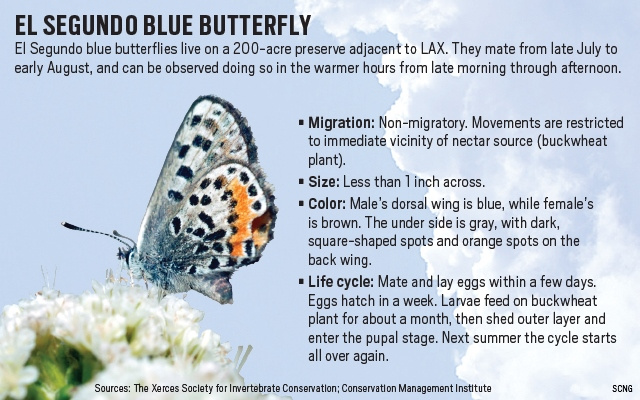 EL SEGUNDO BLUE BUTTERFLY
El Segundo blue butterflies live on a 200-acre preserve adjacent to LAX. They mate from late July to
early August, and can be observed doing so in the warmer hours from late morning through afternoon.
▪ Migration: Non-migratory. Movements are restricted
to immediate vicinity of nectar source (buckwheat
plant).
▪ Size: Less than 1 inch across.
▪ Color: Male's dorsal wing is blue, while female's
is brown. The under side is gray, with dark,
square-shaped spots and orange spots on the
back wing.
▪ Life cycle: Mate and lay eggs within a few days.
Eggs hatch in a week. Larvae feed on buckwheat
plant for about a month, then shed outer layer and
enter the pupal stage. Next summer the cycle starts
all over again.
Sources: The Xerces Society for Invertebrate Conservation; Conservation Management Institute
SCNG